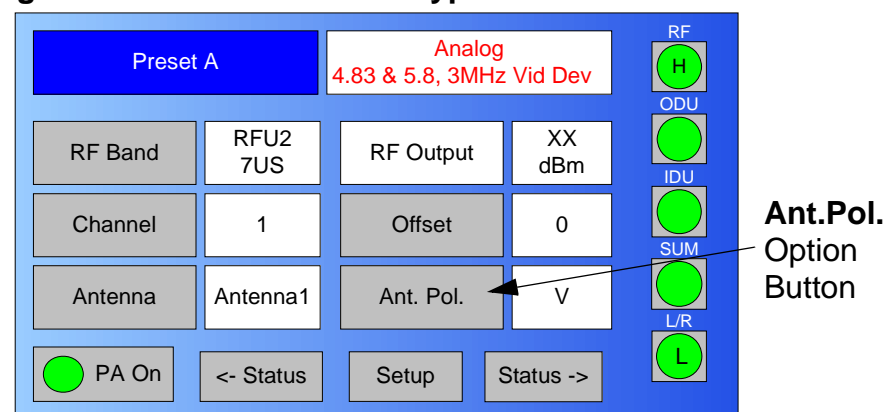 Preset A
Analog
4.83 & 5.8, 3MHz Vid Dev
RF
H
ODU
IDU
SUM
L/R
L
RF Band
RFU2
7US
RF Output
XX
dBm
Channel
1
Offset
0
Antenna
Antenna1
Ant. Pol.
V
PA On
<- Status
Setup
Status ->
Ant.Pol.
Option
Button